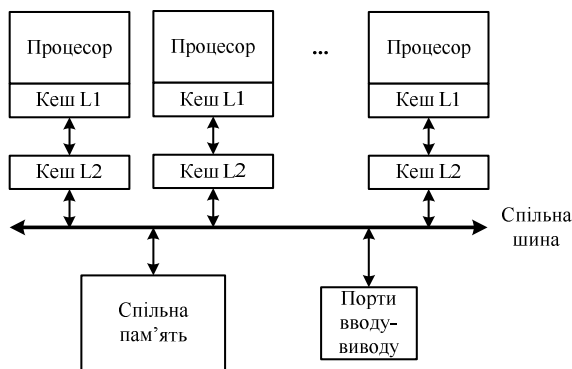 Процесор
Процесор
...
Процесор
Кеш L1
Кеш L1
Кеш L1
Кеш L2
Кеш L2
Кеш L2
Спільна
шина
Спільна
пам’ять
Порти
вводу-
виводу